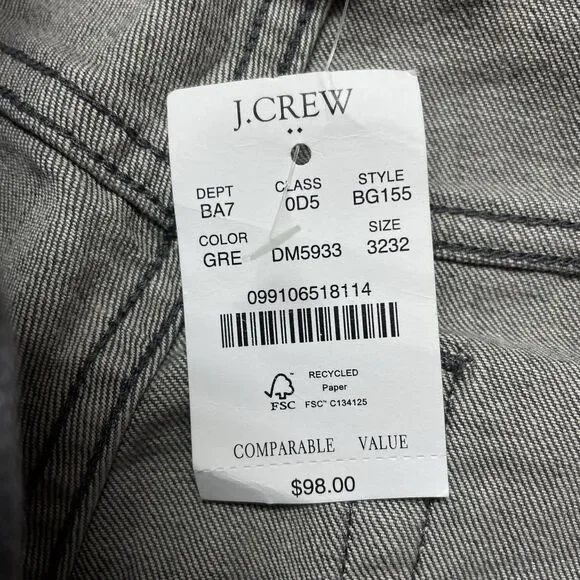 J.CREW
DEPT CLASS STYLE
BA7 0D5 BG155
COLOR SIZE
GRE DM5933 3232
099106518114
RECYCLED
Paper
FSC™ C134125
FSC
COMPARABLE VALUE
$98.00